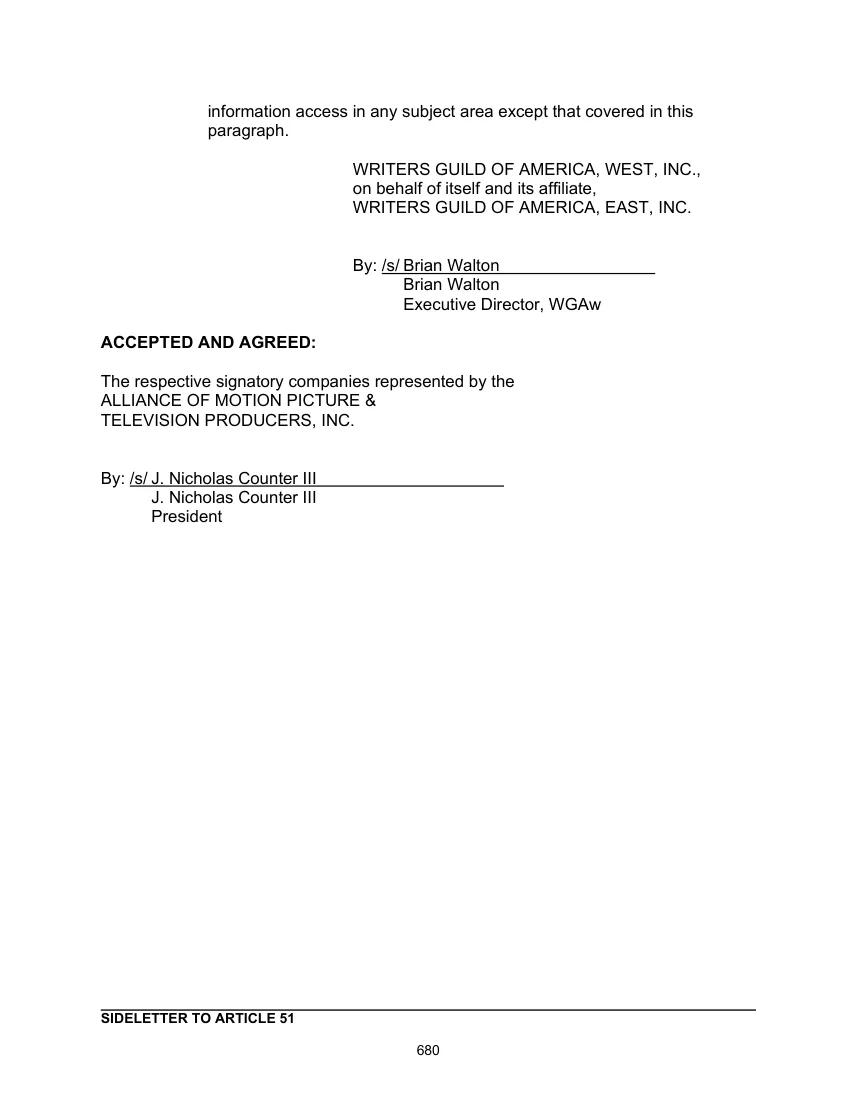 information access in any subject area except that covered in this
paragraph.
WRITERS GUILD OF AMERICA, WEST, INC.,
on behalf of itself and its affiliate,
WRITERS GUILD OF AMERICA, EAST, INC.
By: /s/ Brian Walton
Brian Walton
Executive Director, WGAw
ACCEPTED AND AGREED:
The respective signatory companies represented by the
ALLIANCE OF MOTION PICTURE &
TELEVISION PRODUCERS, INC.
By: /s/ J. Nicholas Counter III
J. Nicholas Counter III
President
SIDELETTER TO ARTICLE 51
680